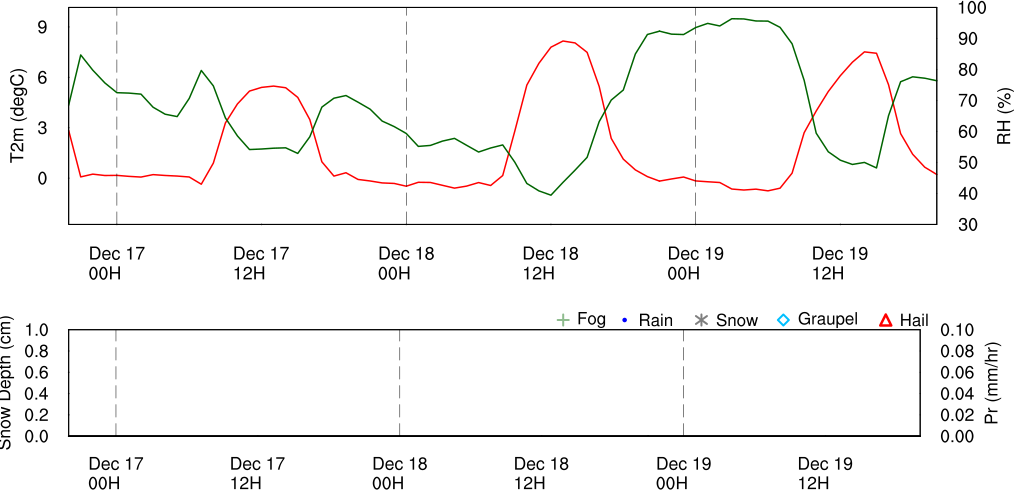 T2m (degC)
9
6
3
0
100
90
80
70
60
50
40
30
RH (%)
Dec 17 Dec 17 Dec 18 Dec 18 Dec 19 Dec 19
00H 12H 00H 12H 00H 12H
Fog Rain Snow Graupel Hail
Snow Depth (cm)
1.0
0.8
0.6
0.4
0.2
0.0
0.10
0.08
0.06
0.04
0.02
0.00
Pr (mm/hr)
Dec 17 Dec 17 Dec 18 Dec 18 Dec 19 Dec 19
00H 12H 00H 12H 00H 12H